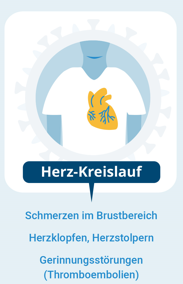 Herz-Kreislauf
Schmerzen im Brustbereich
Herzklopfen, Herzstolpern
Gerinnungsstörungen
(Thromboembolien)